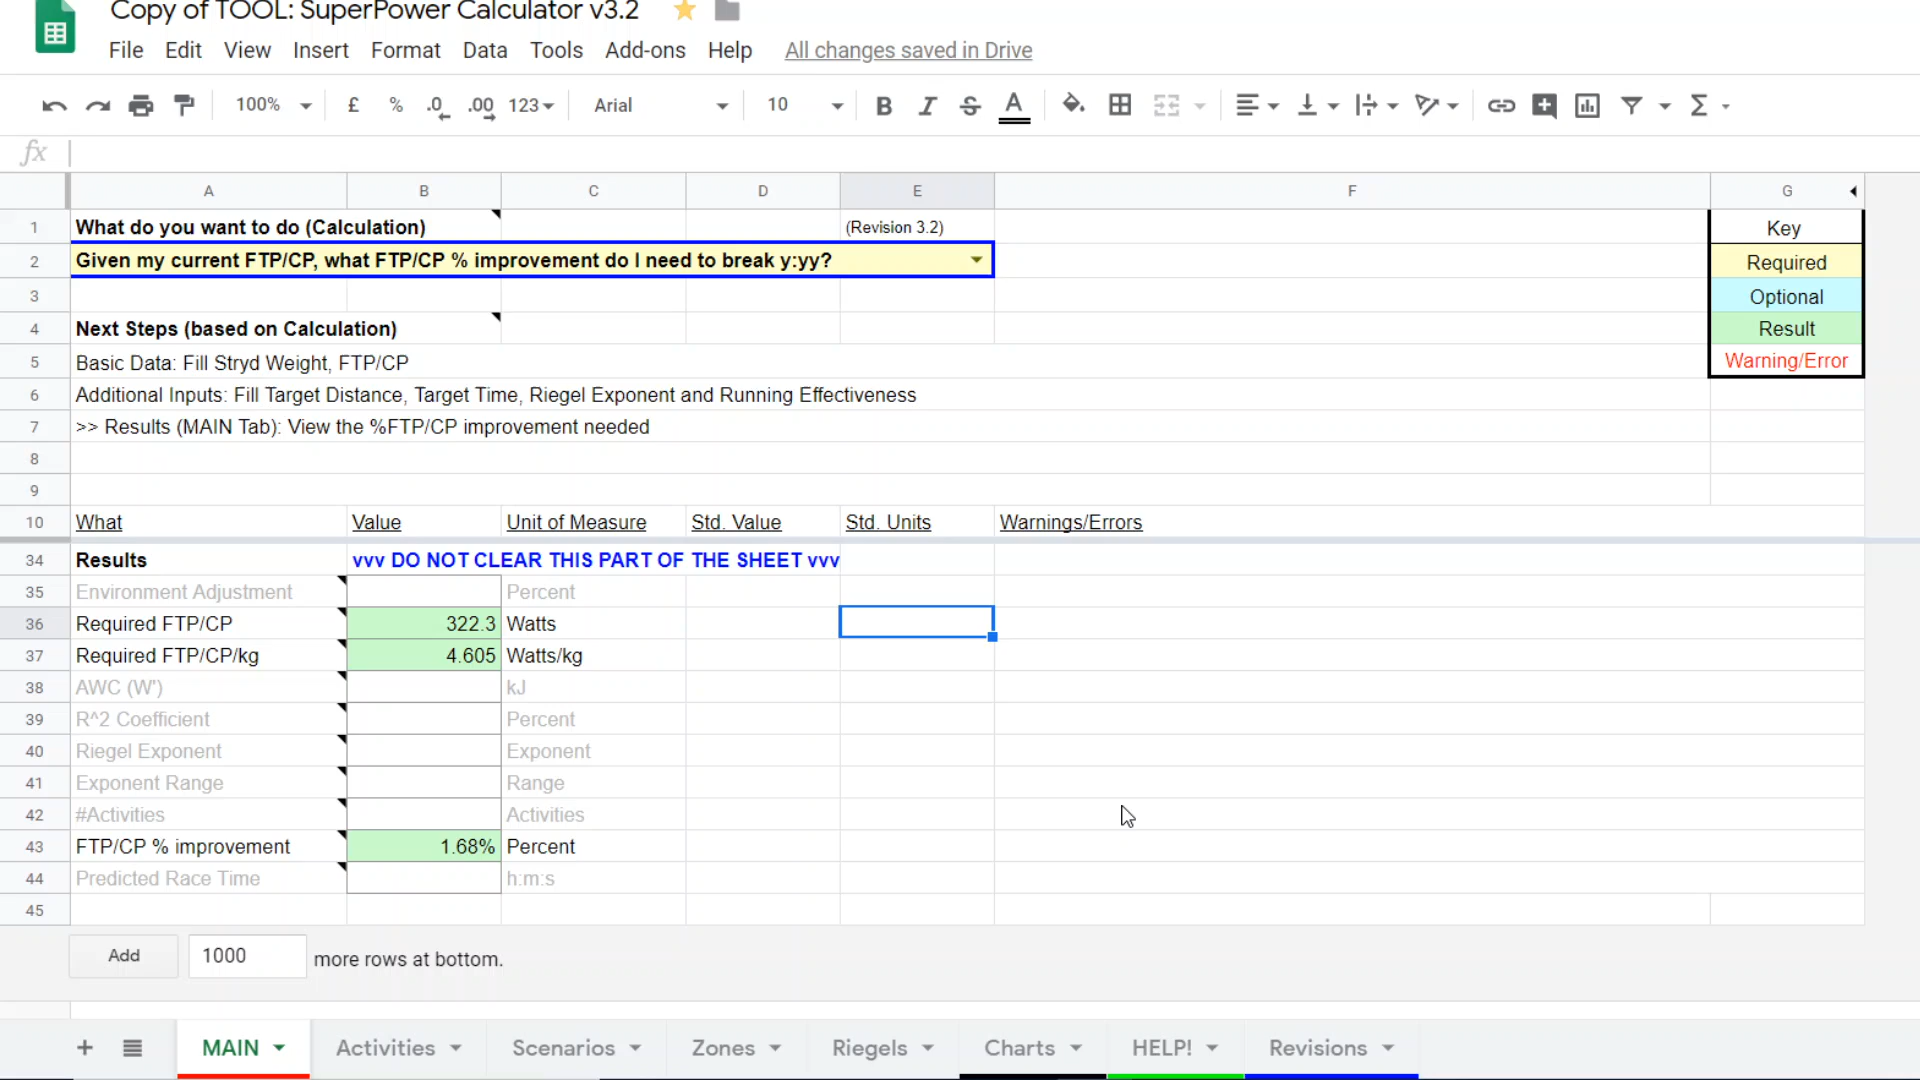 Copy of TOOL: SuperPower Calculator v3.2
File Edit View Insert Format Data Tools Add-ons Help All changes saved in Drive
100% £ % .0 .00 123 Arial 10 B I S A Σ
fx
A B C D E F G
1 What do you want to do (Calculation) (Revision 3.2) Key
2 Given my current FTP/CP, what FTP/CP % improvement do I need to break y:yy? Required
3 Optional
4 Next Steps (based on Calculation) Result
5 Basic Data: Fill Stryd Weight, FTP/CP Warning/Error
6 Additional Inputs: Fill Target Distance, Target Time, Riegel Exponent and Running Effectiveness
7 >> Results (MAIN Tab): View the %FTP/CP improvement needed
8
9
10 What Value Unit of Measure Std. Value Std. Units Warnings/Errors
34 Results vvv DO NOT CLEAR THIS PART OF THE SHEET vvv
35 Environment Adjustment Percent
36 Required FTP/CP 322.3 Watts
37 Required FTP/CP/kg 4.605 Watts/kg
38 AWC (W') kJ
39 R^2 Coefficient Percent
40 Riegel Exponent Exponent
41 Exponent Range Range
42 #Activities Activities
43 FTP/CP % improvement 1.68% Percent
44 Predicted Race Time h:m:s
45
Add 1000 more rows at bottom.
+ MAIN Activities Scenarios Zones Riegels Charts HELP! Revisions